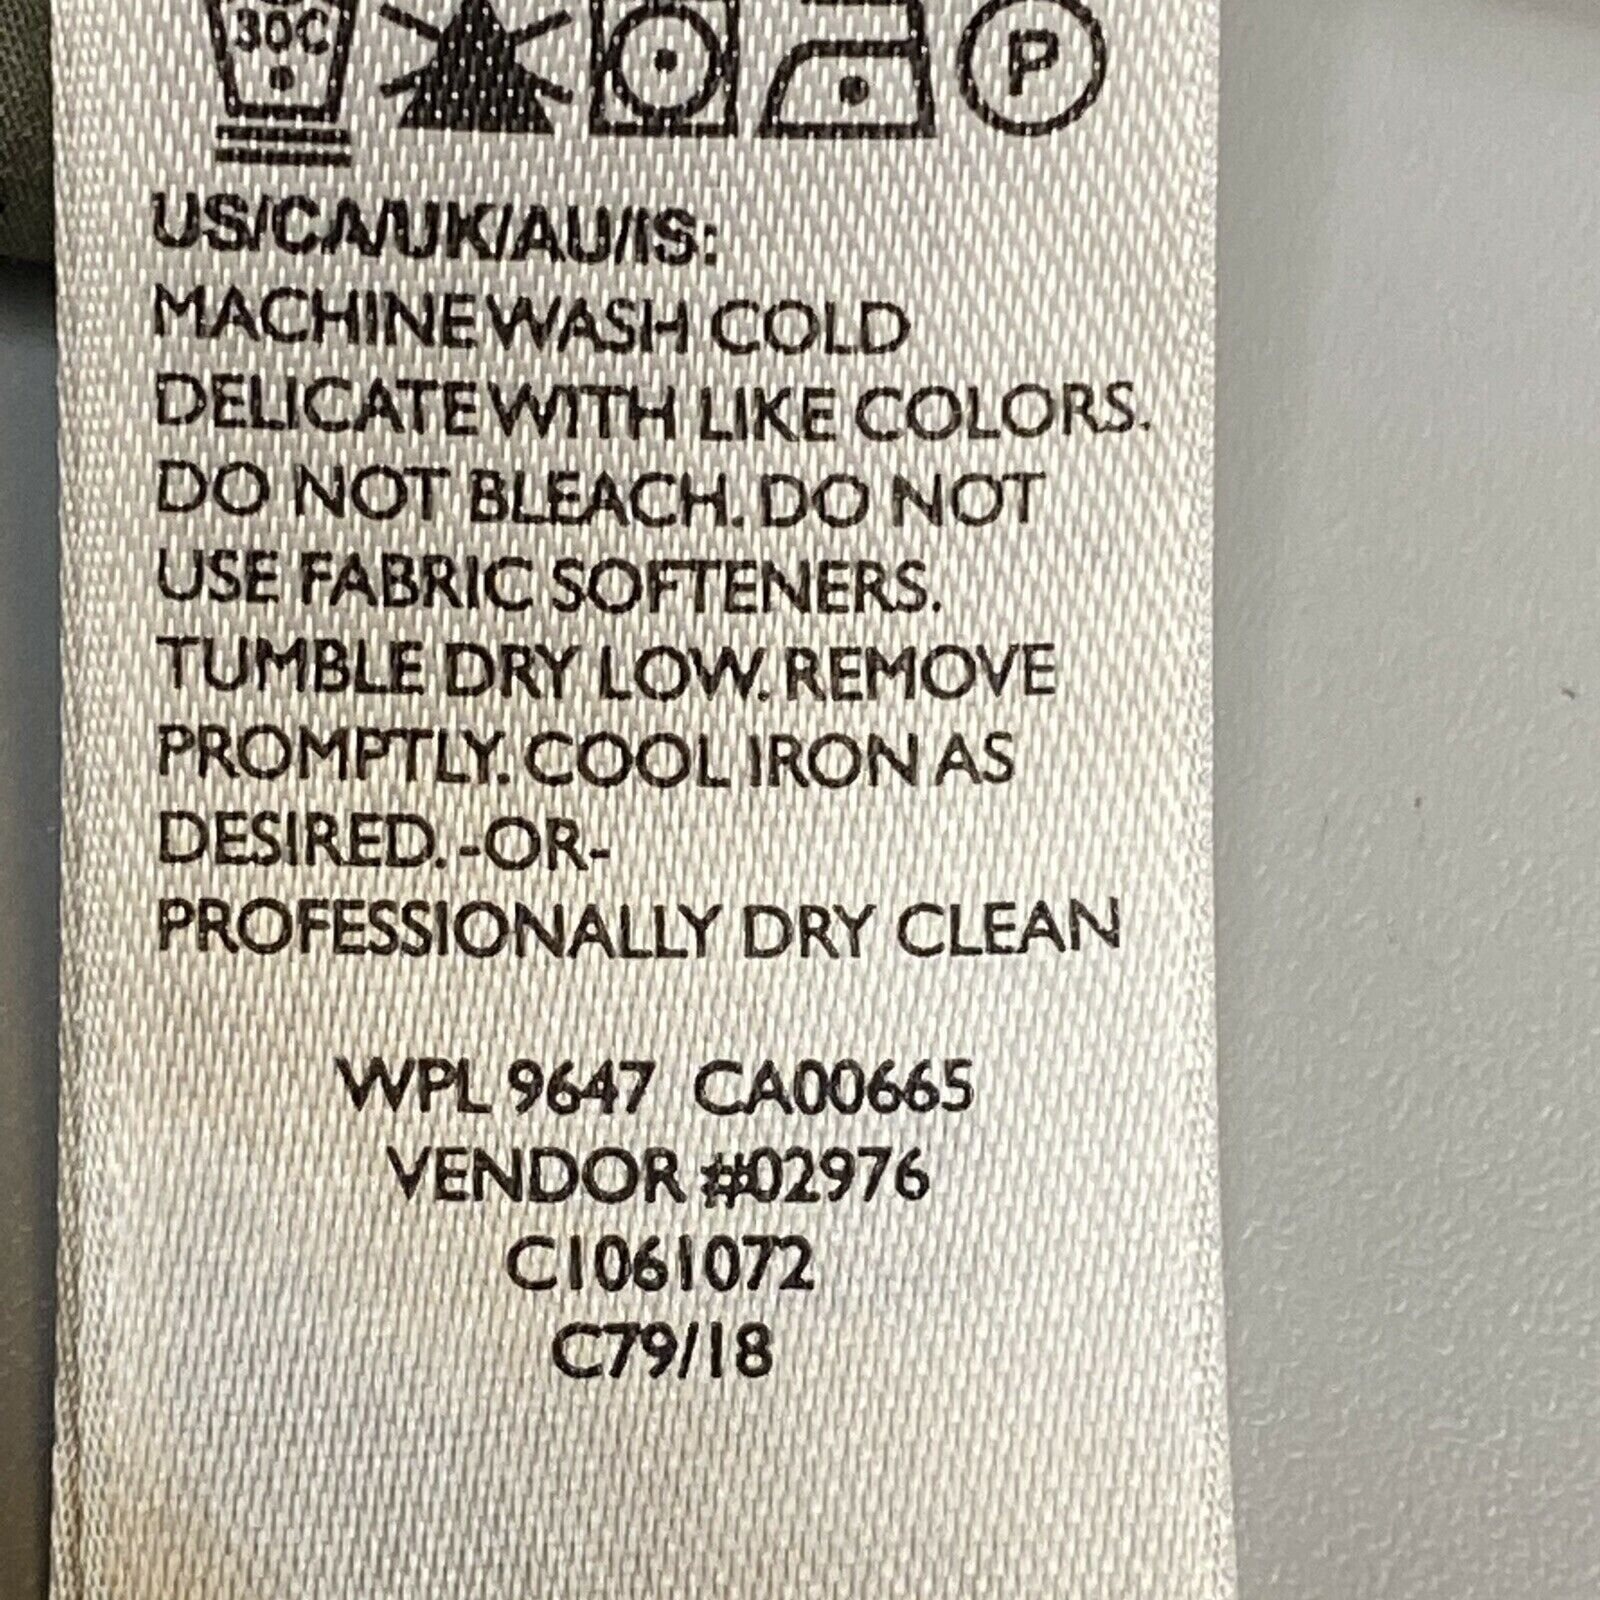 30C
P
US/CA/UK/AU/IS:
MACHINE WASH COLD
DELICATE WITH LIKE COLORS.
DO NOT BLEACH. DO NOT
USE FABRIC SOFTENERS.
TUMBLE DRY LOW. REMOVE
PROMPTLY. COOL IRON AS
DESIRED. -OR-
PROFESSIONALLY DRY CLEAN
WPL 9647 CA00665
VENDOR #02976
C1061072
C79/18